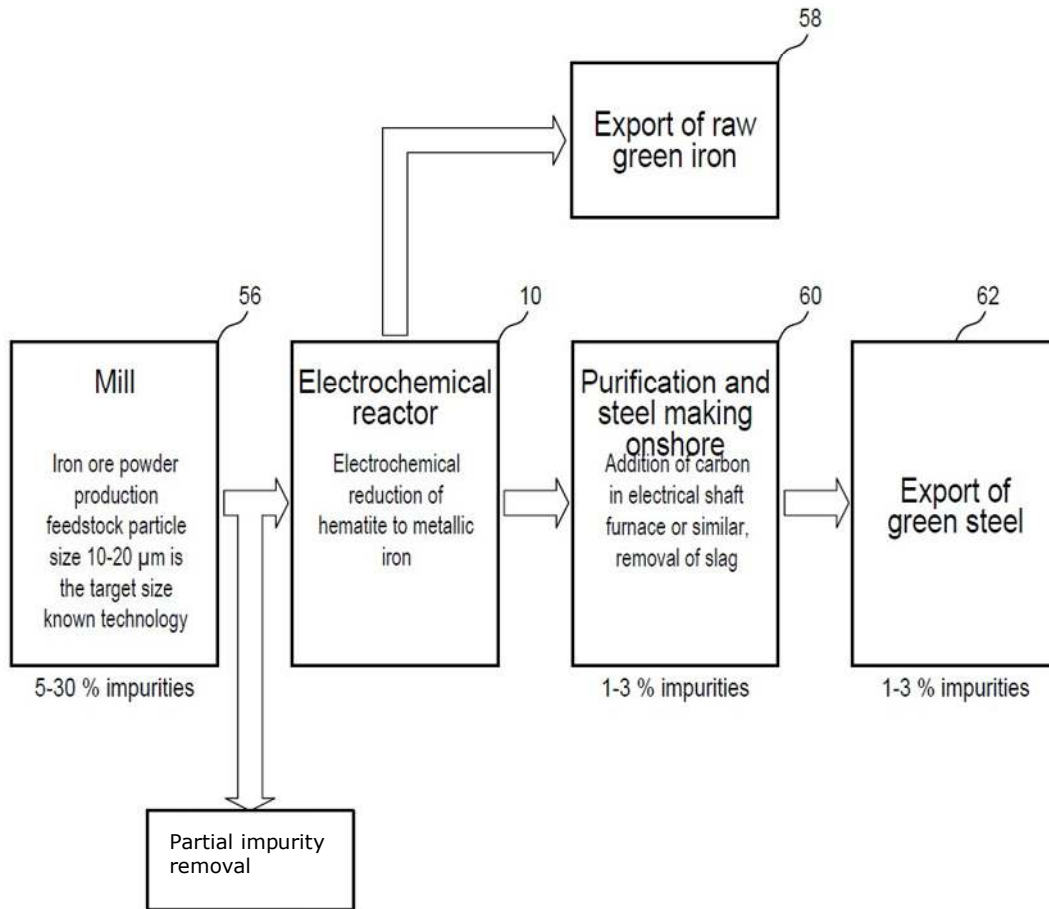 58
Export of raw
green iron
56
Mill
Iron ore powder
production
feedstock particle
size 10-20 µm is
the target size
known technology
5-30 % impurities
10
Electrochemical
reactor
Electrochemical
reduction of
hematite to metallic
iron
60
Purification and
steel making
onshore
Addition of carbon
in electrical shaft
furnace or similar,
removal of slag
1-3 % impurities
62
Export of
green steel
1-3 % impurities
Partial impurity
removal